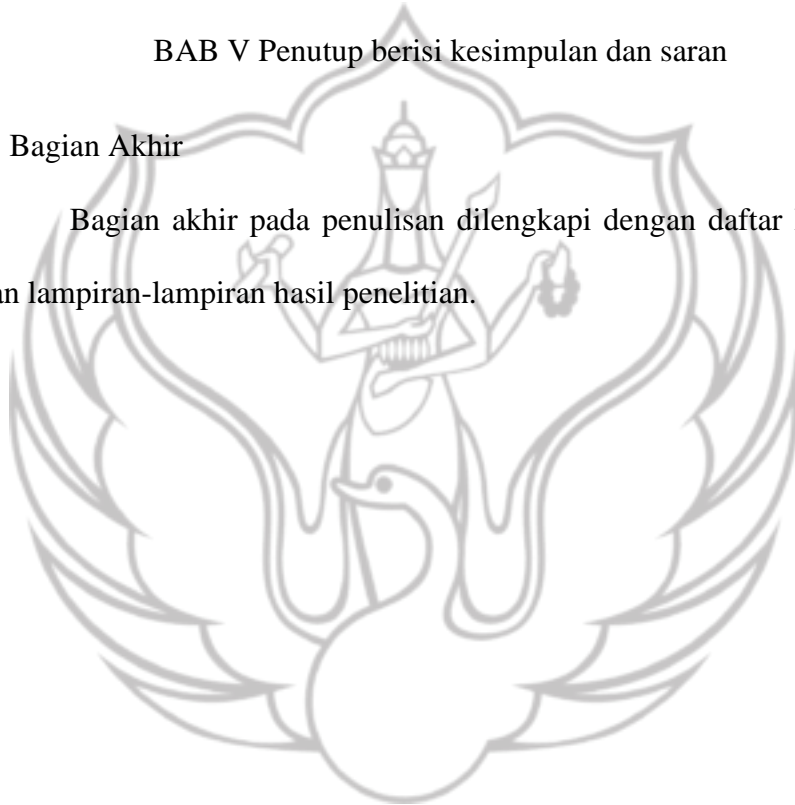 BAB V Penutup berisi kesimpulan dan saran
Bagian Akhir
Bagian akhir pada penulisan dilengkapi dengan daftar
lampiran-lampiran hasil penelitian.